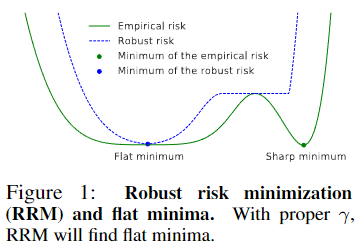 Empirical risk
Robust risk
Minimum of the empirical risk
Minimum of the robust risk
Flat minimum
Sharp minimum
Figure 1: Robust risk minimization
(RRM) and flat minima. With proper γ,
RRM will find flat minima.